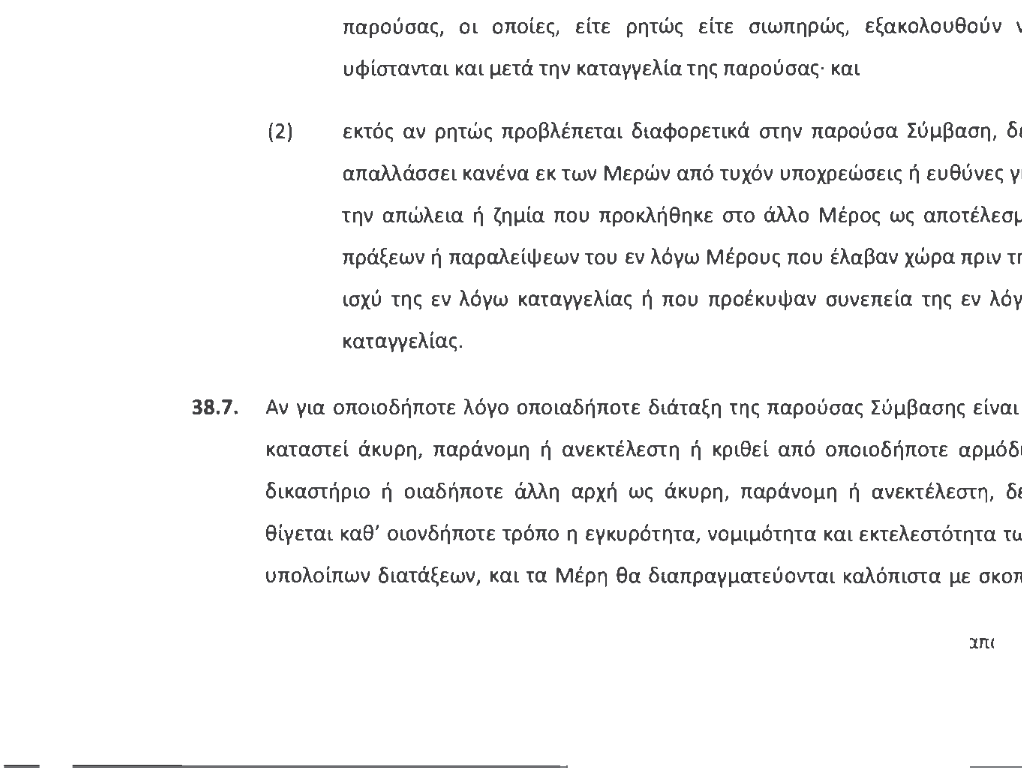 παρούσας, οι οποίες, είτε ρητώς είτε σιωπηρώς, εξακολουθούν
υφίστανται και μετά την καταγγελία της παρούσας· και
(2) εκτός αν ρητώς προβλέπεται διαφορετικά στην παρούσα Σύμβαση,
απαλλάσσει κανένα εκ των Μερών από τυχόν υποχρεώσεις ή ευθύνες
την απώλεια ή ζημία που προκλήθηκε στο άλλο Μέρος ως
πράξεων ή παραλείψεων του εν λόγω Μέρους που έλαβαν χώρα πριν
ισχύ της εν λόγω καταγγελίας ή που προέκυψαν συνεπεία της εν
καταγγελίας.
38.7. Αν για οποιοδήποτε λόγο οποιαδήποτε διάταξη της παρούσας Σύμβασης είναι
καταστεί άκυρη, παράνομη ή ανεκτέλεστη ή κριθεί από οποιοδήποτε
δικαστήριο ή οιαδήποτε άλλη αρχή ως άκυρη, παράνομη ή ανεκτέλεστη,
θίγεται καθ' οιονδήποτε τρόπο η εγκυρότητα, νομιμότητα και εκτελεστότητα
υπολοίπων διατάξεων, και τα Μέρη θα διαπραγματεύονται καλόπιστα με